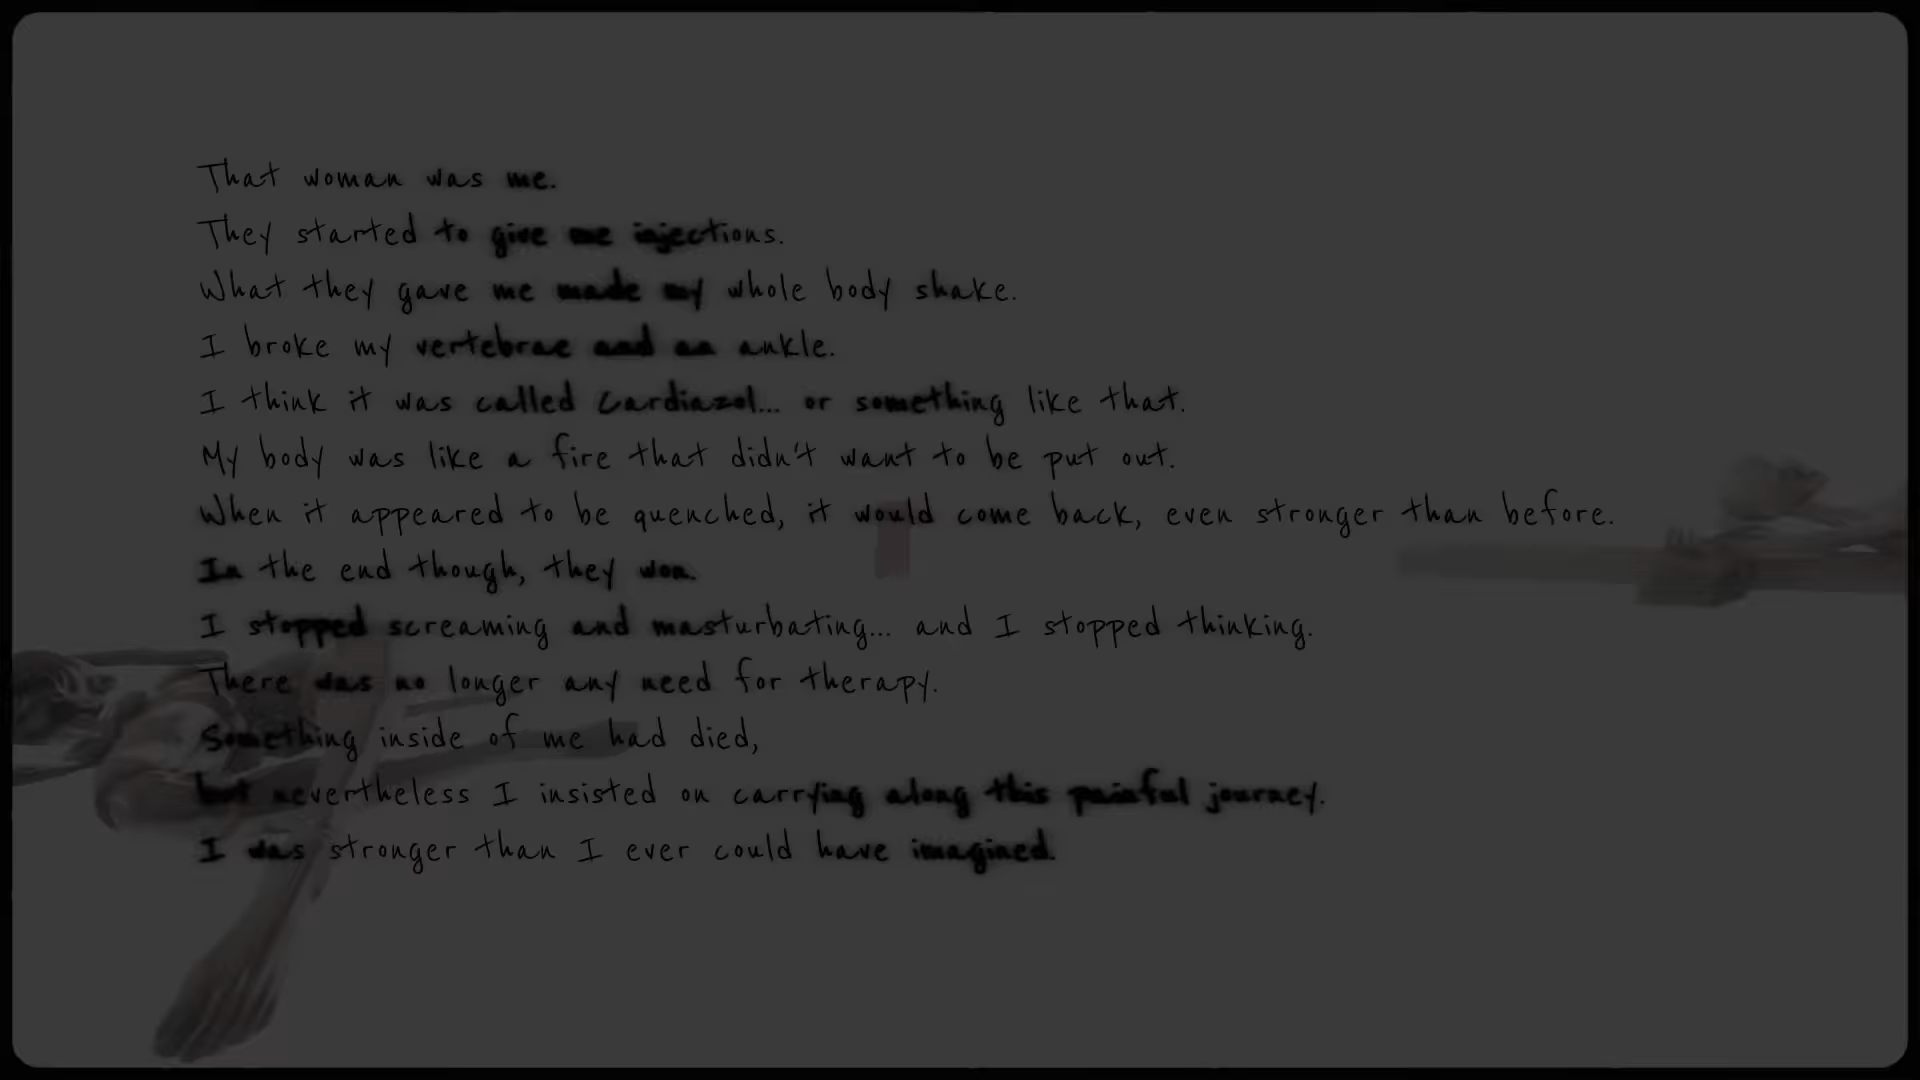 That woman was me.
They started to give me injections.
What they gave me made my whole body shake.
I broke my vertebrae and an ankle.
I think it was called Cardiazol... or something like that.
My body was like a fire that didn't want to be put out.
When it appeared to be quenched, it would come back, even stronger than before.
In the end though, they won.
I stopped screaming and masturbating... and I stopped thinking.
There was no longer any need for therapy.
Something inside of me had died,
but nevertheless I insisted on carrying along this painful journey.
I was stronger than I ever could have imagined.